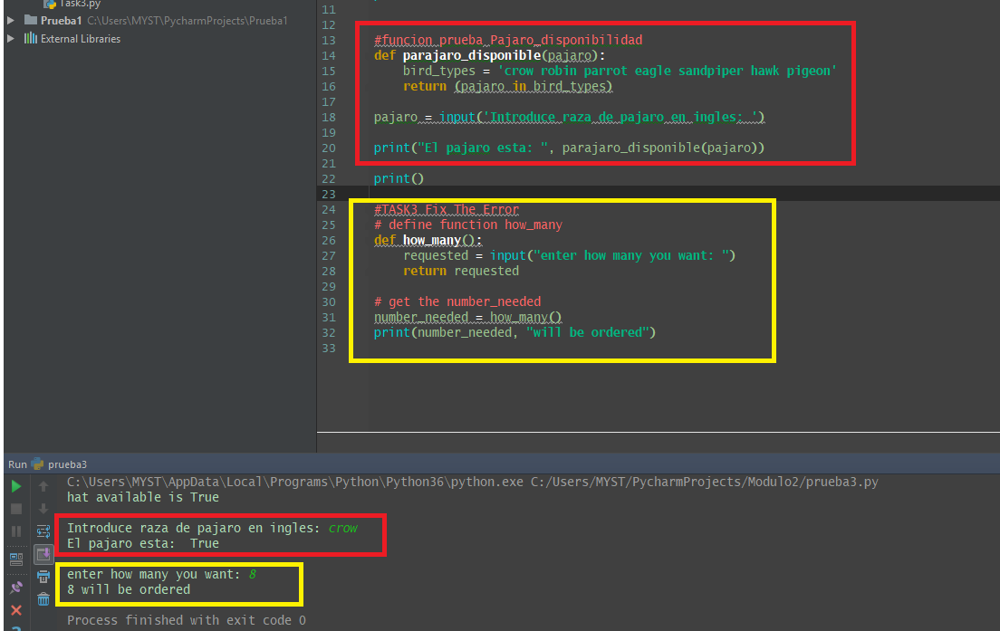 Task3.py
Prueba1 C:\Users\MYST\PycharmProjects\Prueba1
External Libraries
11
12
13 #funcion prueba Pajaro disponibilidad
14 def parajaro_disponible(pajaro):
15 bird_types = 'crow robin parrot eagle sandpiper hawk pigeon'
16 return (pajaro in bird_types)
17
18 pajaro = input('Introduce raza de pajaro en ingles: ')
19
20 print("El pajaro esta: ", parajaro_disponible(pajaro))
21
22 print()
23
24 #TASK3 Fix The Error
25 # define function how_many
26 def how_many():
27 requested = input("enter how many you want: ")
28 return requested
29
30 # get the number_needed
31 number_needed = how_many()
32 print(number_needed, "will be ordered")
33
Run prueba3
C:\Users\MYST\AppData\Local\Programs\Python\Python36\python.exe C:/Users/MYST/PycharmProjects/Modulo2/prueba3.py
hat available is True
Introduce raza de pajaro en ingles: crow
El pajaro esta:  True
enter how many you want: 8
8 will be ordered
Process finished with exit code 0